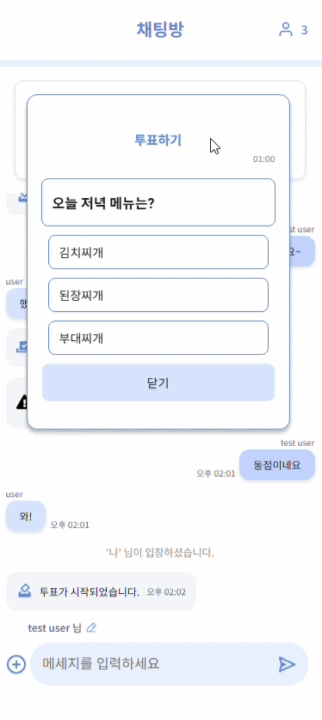 채팅방
3
투표하기
01:00
오늘 저녁 메뉴는?
st user
요~
김치찌개
user
했
된장찌개
부대찌개
닫기
test user
오후 02:01 동점이네요
user
와!
오후 02:01
'나' 님이 입장하셨습니다.
투표가 시작되었습니다. 오후 02:02
test user 님
메세지를 입력하세요